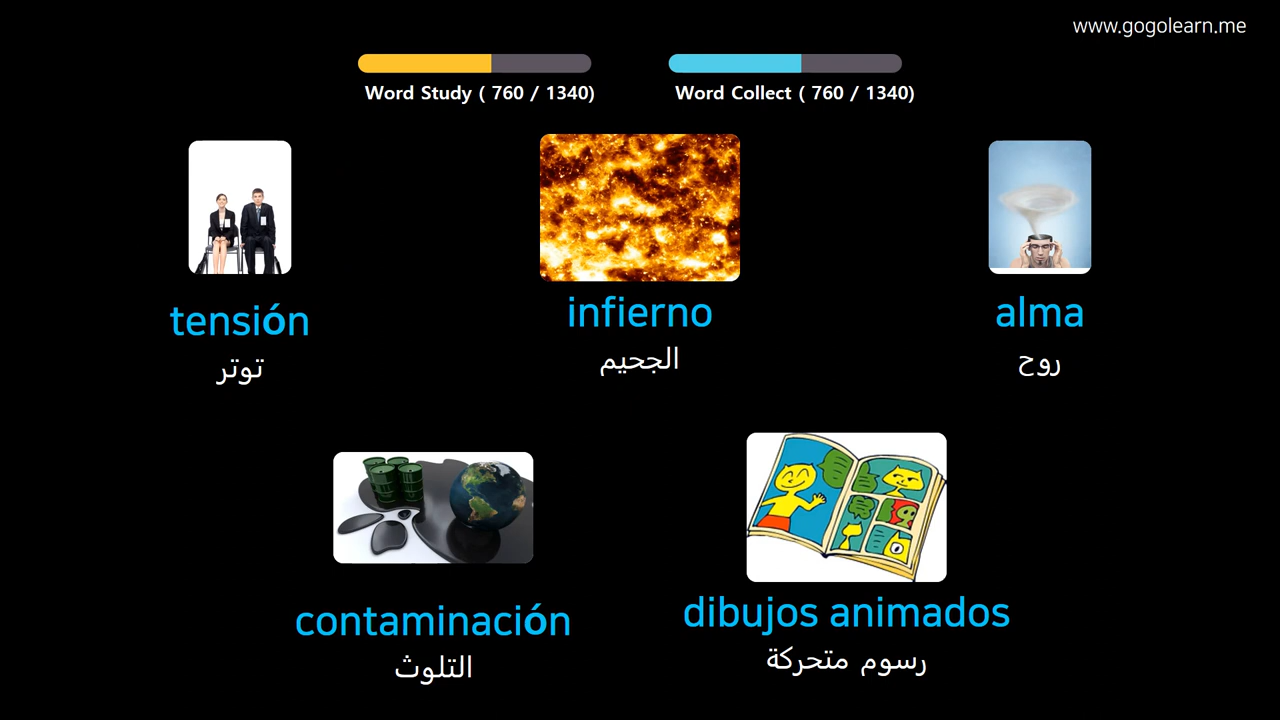 www.gogolearn.me
Word Study ( 760 / 1340)
Word Collect ( 760 / 1340)
tensión
توتر
infierno
الجحيم
alma
روح
contaminación
التلوث
dibujos animados
رسوم متحركة